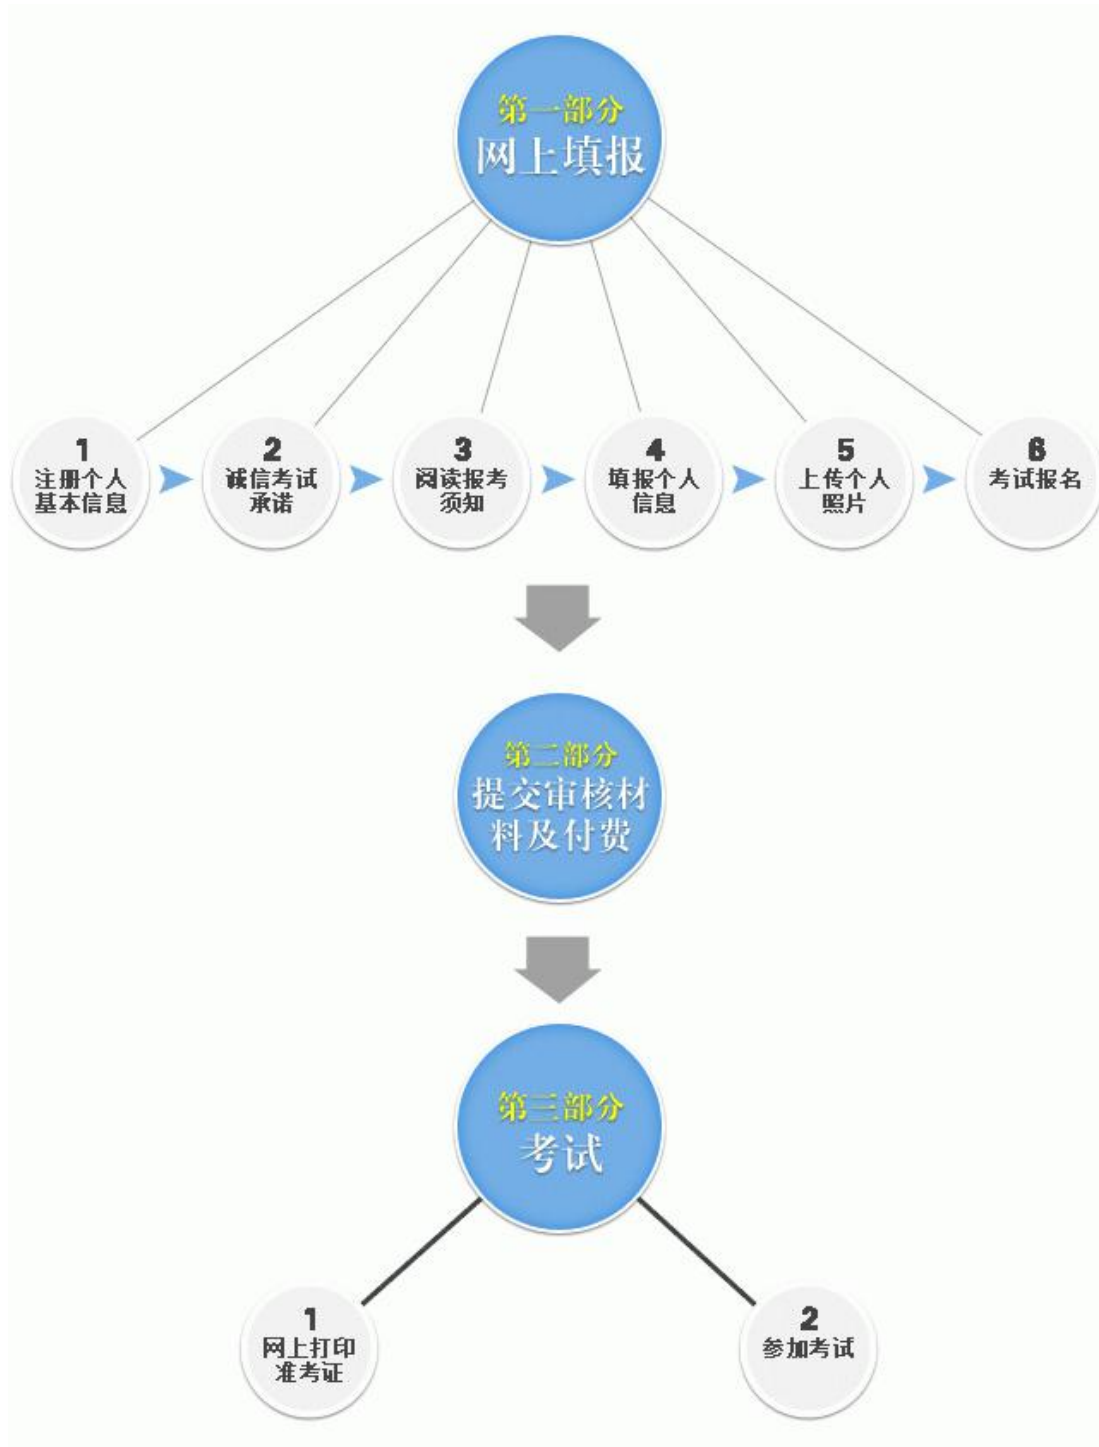 第一部分
网上填报
1
注册个人
基本信息
2
诚信考试
承诺
3
阅读报考
须知
4
填报个人
信息
5
上传个人
照片
6
考试报名
第二部分
提交审核材
料及付费
第三部分
考试
1
网上打印
准考证
2
参加考试